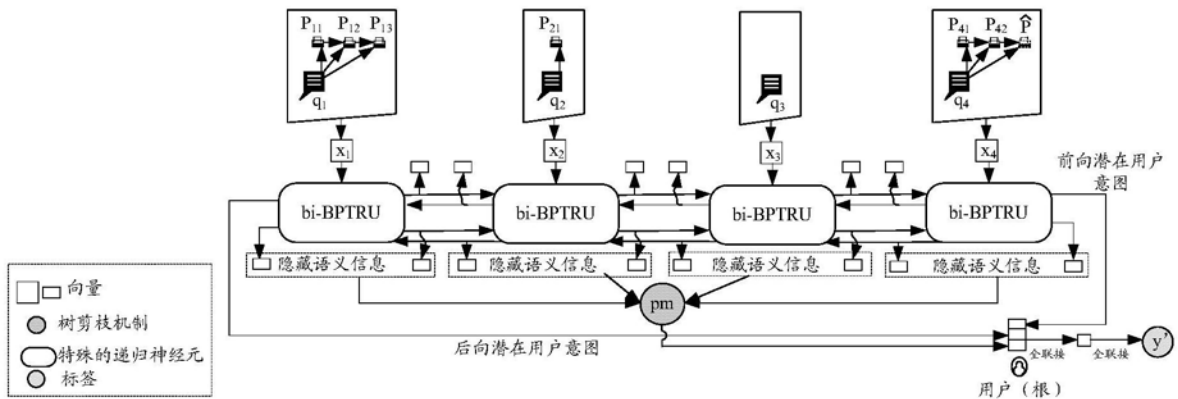 P11 P12 P13
q1
P21
q2
q3
P41 P42 P̂
q4
x1
x2
x3
x4
前向潜在用户
意图
bi-BPTRU
bi-BPTRU
bi-BPTRU
bi-BPTRU
隐藏语义信息
隐藏语义信息
隐藏语义信息
隐藏语义信息
pm
后向潜在用户意图
全联接
全联接
y'
用户（根）
向量
树剪枝机制
特殊的递归神经元
标签